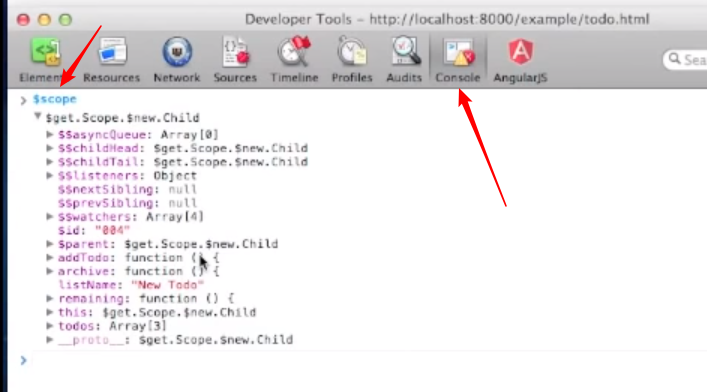 Developer Tools – http://localhost:8000/example/todo.html
Elements Resources Network Sources Timeline Profiles Audits Console AngularJS
Sea
> $scope
▼ $get.Scope.$new.Child
▶ $$asyncQueue: Array[0]
▶ $$childHead: $get.Scope.$new.Child
▶ $$childTail: $get.Scope.$new.Child
▶ $$listeners: Object
$$nextSibling: null
$$prevSibling: null
▶ $$watchers: Array[4]
$id: "004"
▶ $parent: $get.Scope.$new.Child
▶ addTodo: function () {
▶ archive: function () {
listName: "New Todo"
▶ remaining: function () {
▶ this: $get.Scope.$new.Child
▶ todos: Array[3]
▶ __proto__: $get.Scope.$new.Child
>